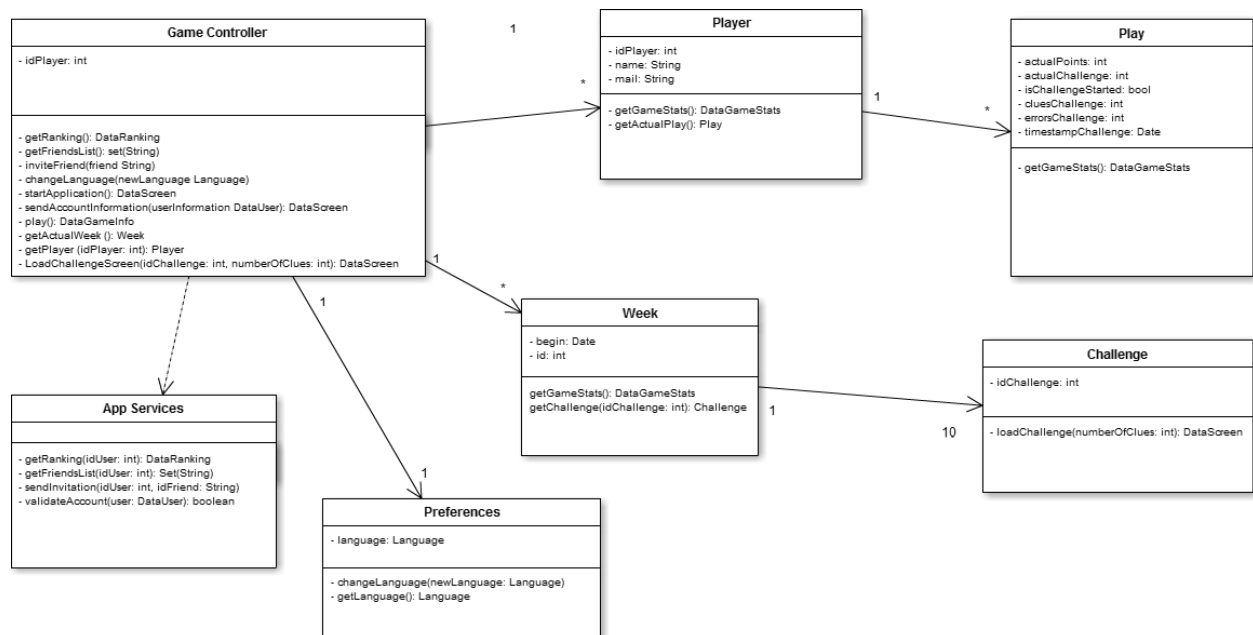 Game Controller
- idPlayer: int
- getRanking(): DataRanking
- getFriendsList(): set(String)
- inviteFriend(friend String)
- changeLanguage(newLanguage Language)
- startApplication(): DataScreen
- sendAccountInformation(userInformation DataUser): DataScreen
- play(): DataGameInfo
- getActualWeek (): Week
- getPlayer (idPlayer: int): Player
- LoadChallengeScreen(idChallenge: int, numberOfClues: int): DataScreen
1
*
Player
- idPlayer: int
- name: String
- mail: String
- getGameStats(): DataGameStats
- getActualPlay(): Play
1
*
Play
- actualPoints: int
- actualChallenge: int
- isChallengeStarted: bool
- cluesChallenge: int
- errorsChallenge: int
- timestampChallenge: Date
- getGameStats(): DataGameStats
1
*
Week
- begin: Date
- id: int
getGameStats(): DataGameStats
getChallenge(idChallenge: int): Challenge
1
10
Challenge
- idChallenge: int
- loadChallenge(numberOfClues: int): DataScreen
App Services
- getRanking(idUser: int): DataRanking
- getFriendsList(idUser: int): Set(String)
- sendInvitation(idUser: int, idFriend: String)
- validateAccount(user: DataUser): boolean
1
1
Preferences
- language: Language
- changeLanguage(newLanguage: Language)
- getLanguage(): Language